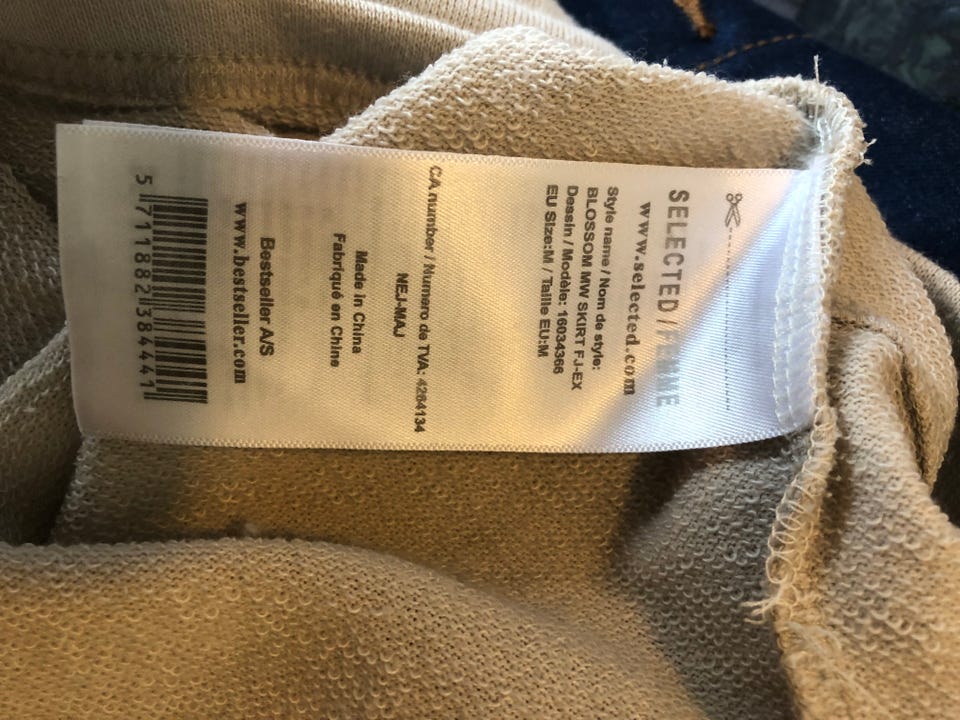 SELECTED/FEMME
www.selected.com
Style name / Nom de style:
BLOSSOM MW SKIRT FJ-EX
Dessin / Modèle: 16034366
EU Size:M / Taille EU:M
CA number / Numero de TVA: 4264134
NEJ-MAJ
Made in China
Fabriqué en Chine
Bestseller A/S
www.bestseller.com
5 711882 384441